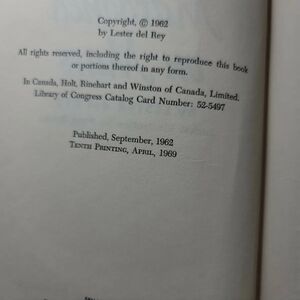 Copyright, © 1962
by Lester del Rey
All rights reserved, including the right to reproduce this book
or portions thereof in any form.
In Canada, Holt, Rinehart and Winston of Canada, Limited.
Library of Congress Catalog Card Number: 52-5497
Published, September, 1962
Tenth Printing, April, 1969